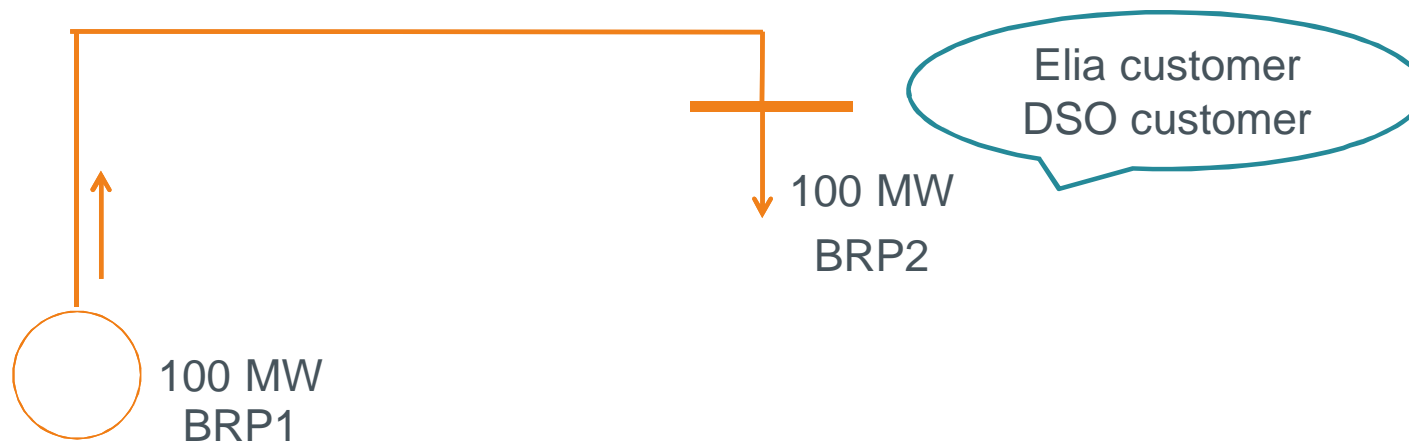 Elia customer
DSO customer
100 MW
BRP2
100 MW
BRP1